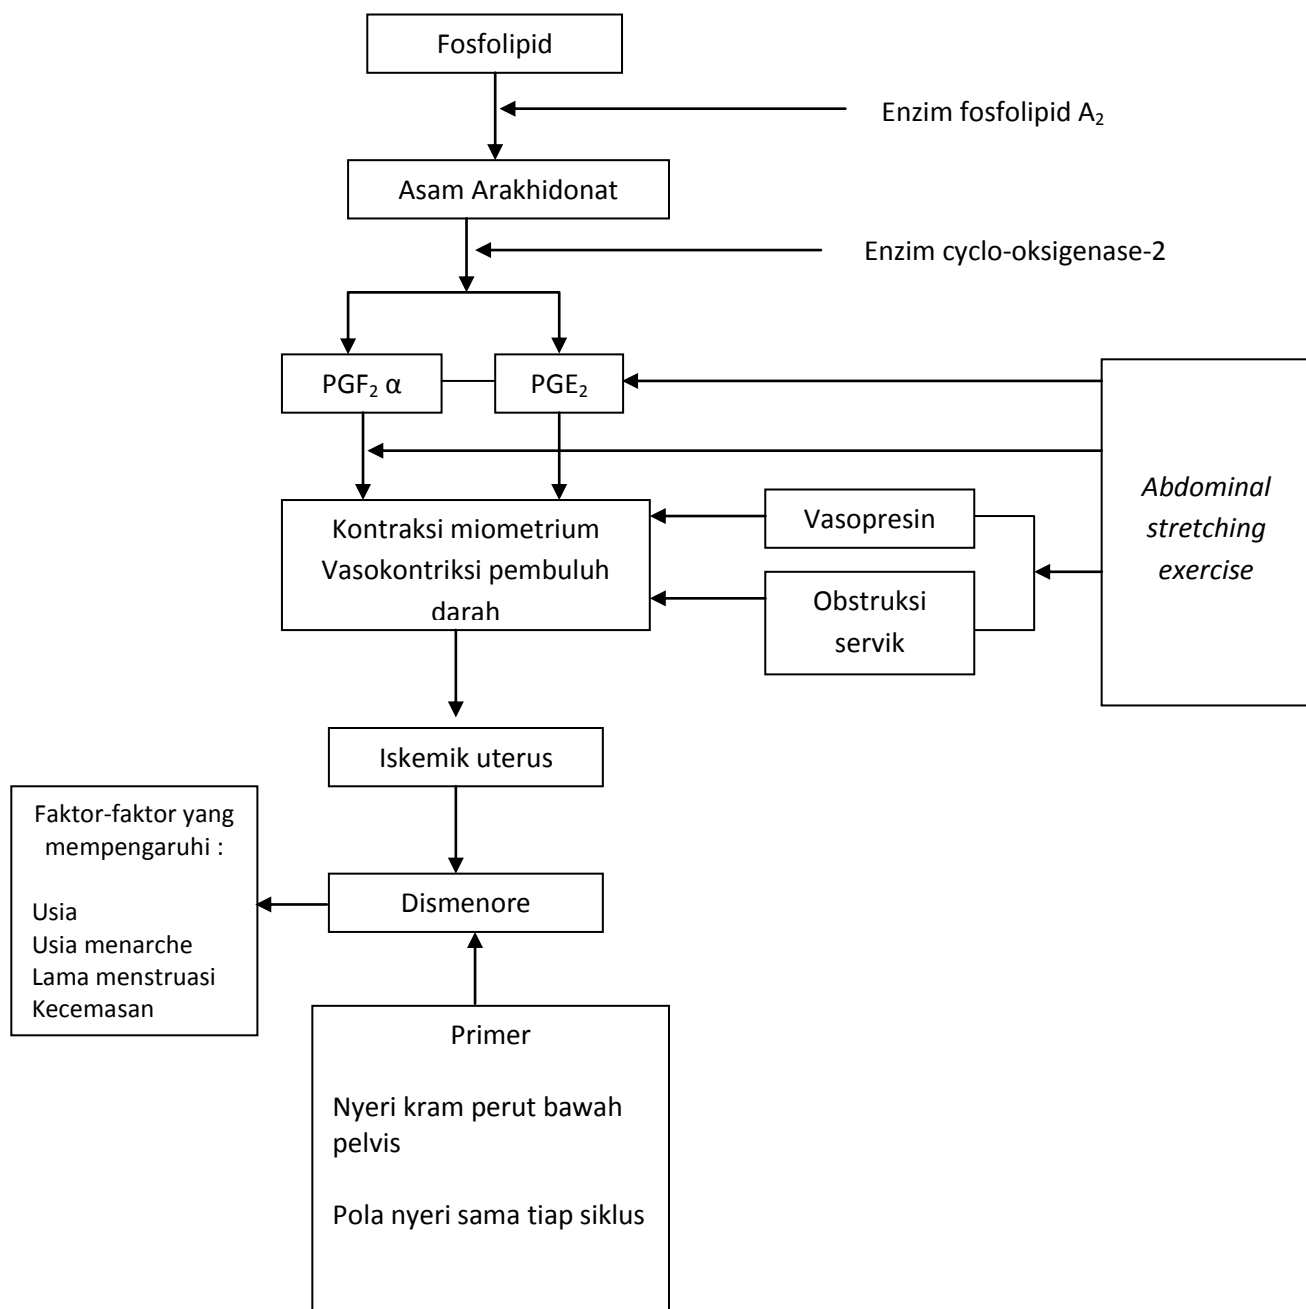 Fosfolipid
Enzim fosfolipid A₂
Asam Arakhidonat
Enzim cyclo-oksigenase-2
PGF₂ α
PGE₂
Abdominal
stretching
exercise
Vasopresin
Kontraksi miometrium
Vasokontriksi pembuluh
darah
Obstruksi
servik
Iskemik uterus
Faktor-faktor yang
mempengaruhi :
Usia
Usia menarche
Lama menstruasi
Kecemasan
Dismenore
Primer
Nyeri kram perut bawah
pelvis
Pola nyeri sama tiap siklus